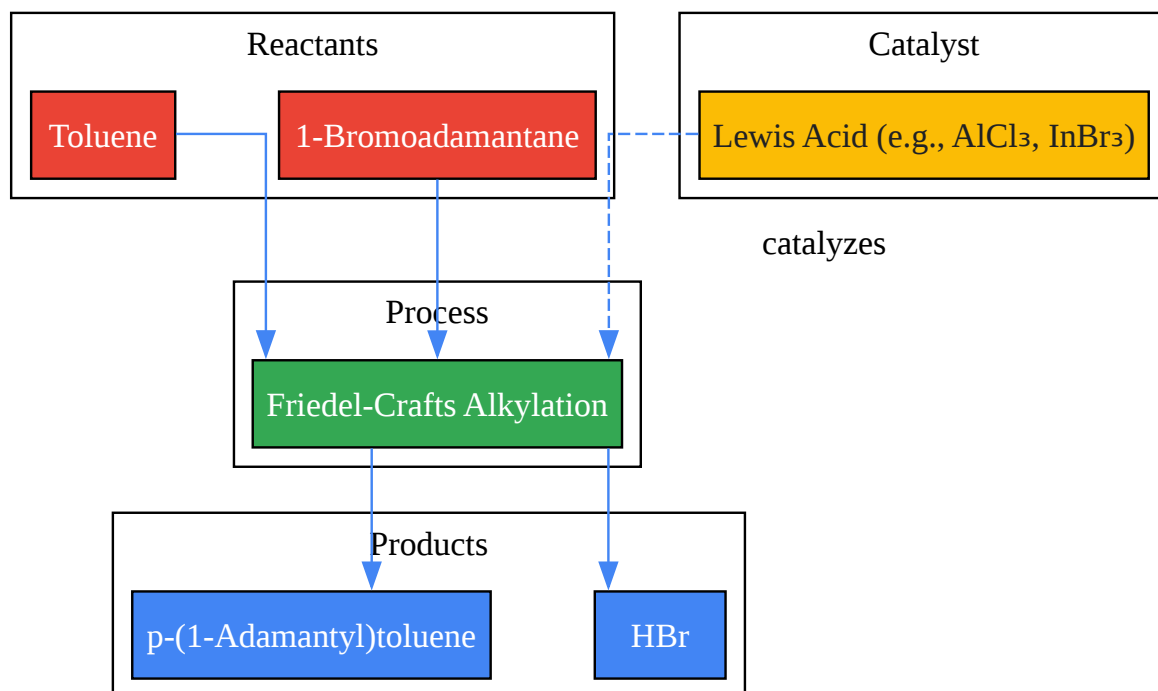 Reactants
Catalyst
Toluene
1-Bromoadamantane
Lewis Acid (e.g., AlCl₃, InBr₃)
catalyzes
Process
Friedel-Crafts Alkylation
Products
p-(1-Adamantyl)toluene
HBr